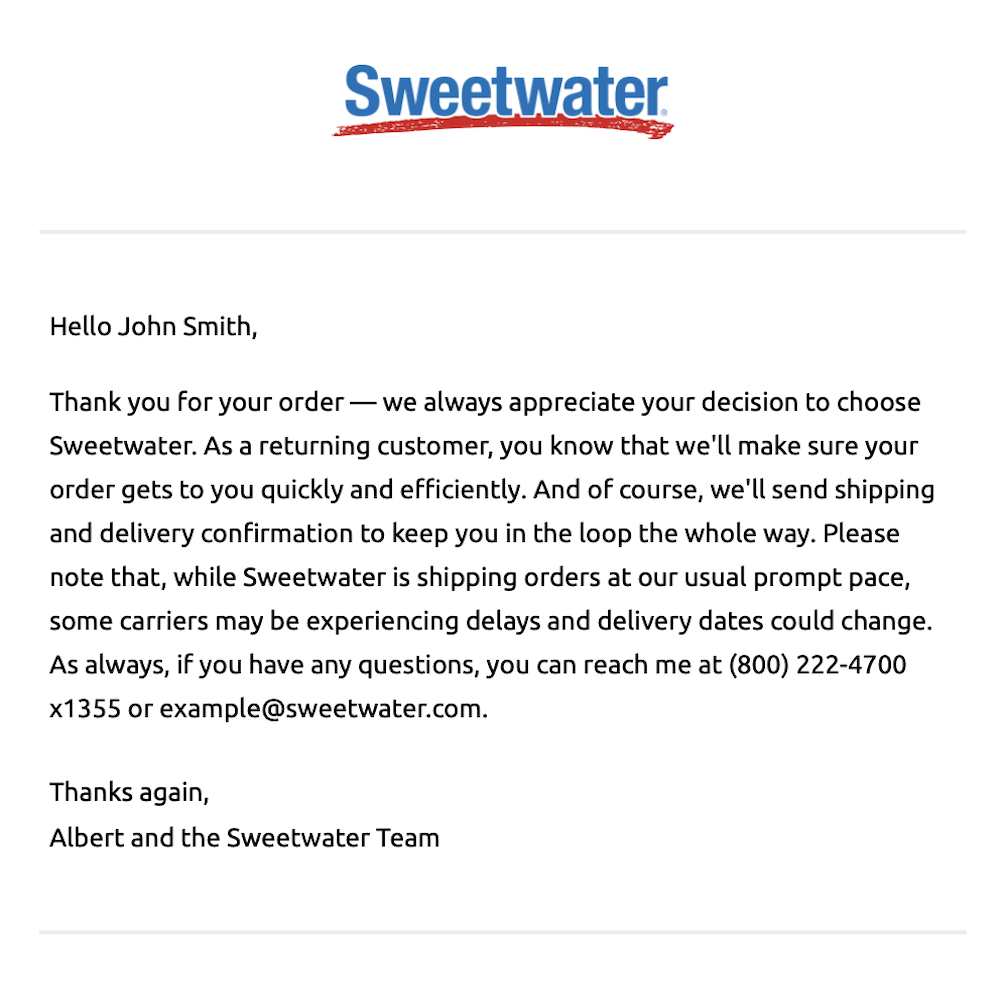 Sweetwater®
Hello John Smith,
Thank you for your order — we always appreciate your decision to choose
Sweetwater. As a returning customer, you know that we'll make sure your
order gets to you quickly and efficiently. And of course, we'll send shipping
and delivery confirmation to keep you in the loop the whole way. Please
note that, while Sweetwater is shipping orders at our usual prompt pace,
some carriers may be experiencing delays and delivery dates could change.
As always, if you have any questions, you can reach me at (800) 222-4700
x1355 or example@sweetwater.com.
Thanks again,
Albert and the Sweetwater Team